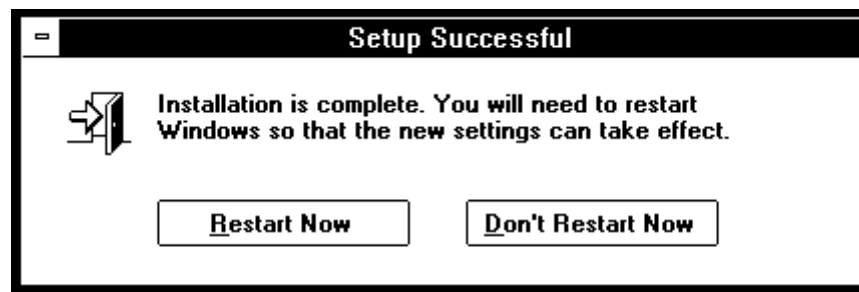 Setup Successful
Installation is complete. You will need to restart
Windows so that the new settings can take effect.
Restart Now
Don't Restart Now